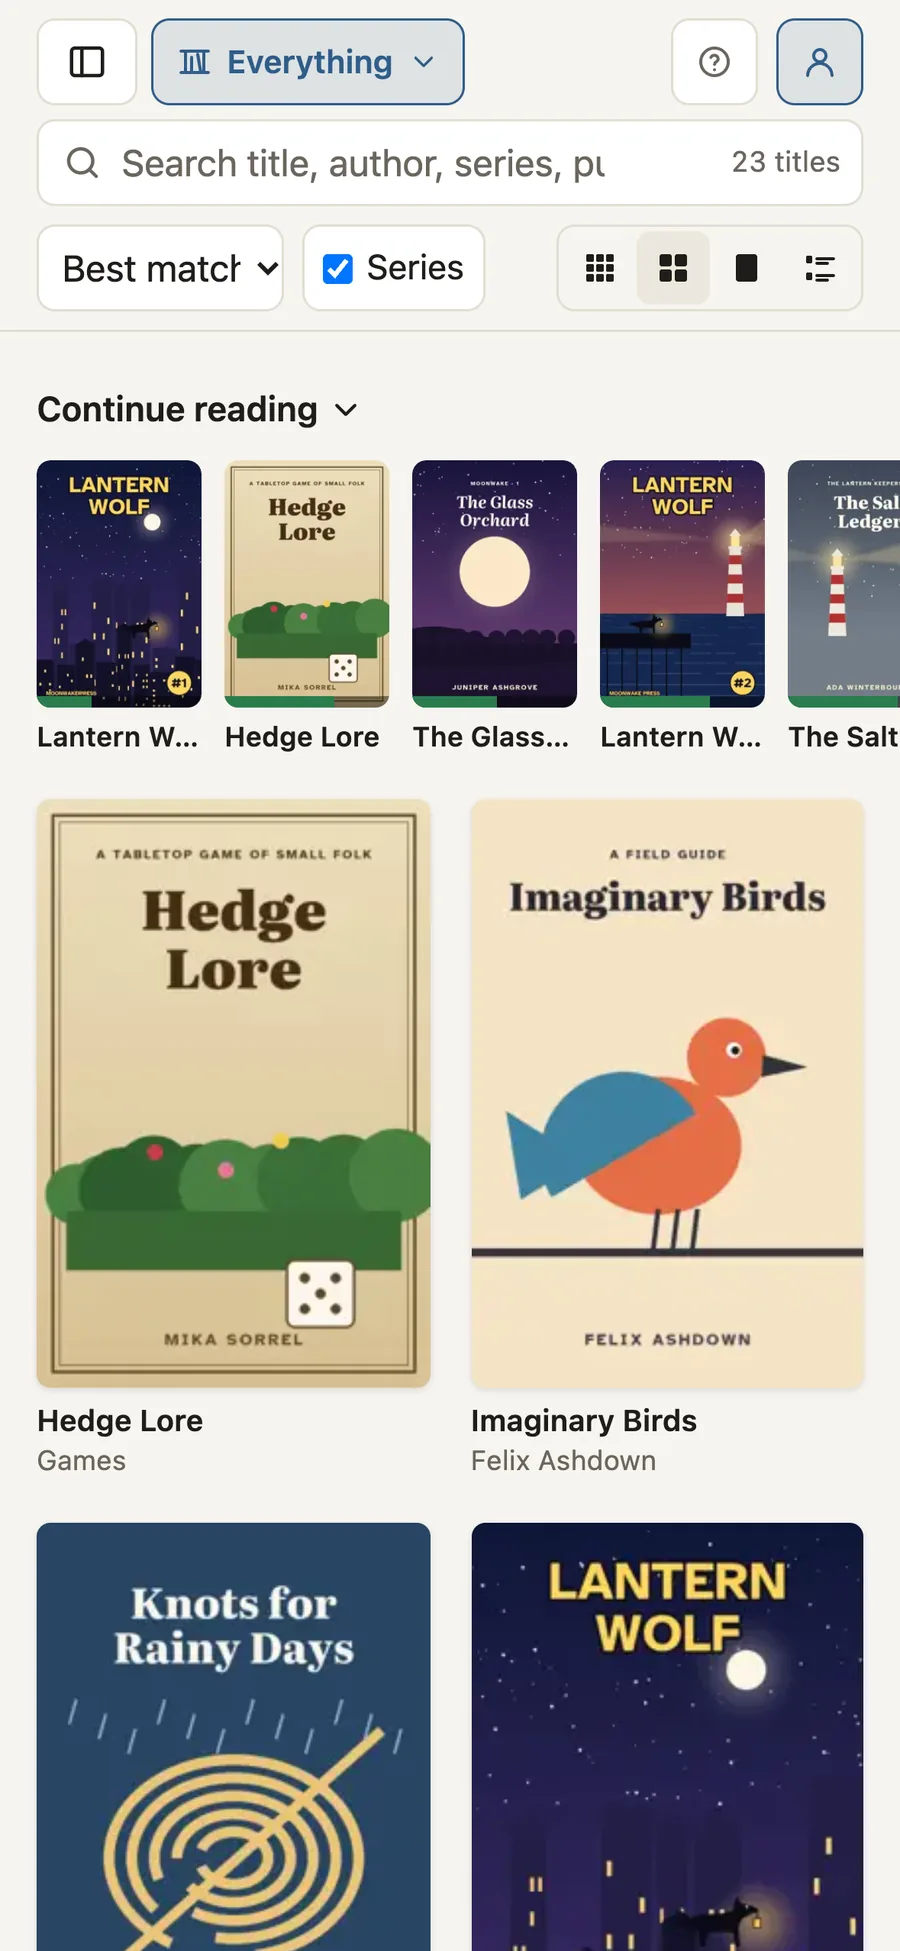 Everything
Search title, author, series, pu
23 titles
Best match
Series
Continue reading
LANTERN
WOLF
#1
MOONWAKE PRESS
A TABLETOP GAME OF SMALL FOLK
Hedge
Lore
MIKA SORREL
MOONWAKE · 1
The Glass
Orchard
JUNIPER ASHGROVE
LANTERN
WOLF
#2
MOONWAKE PRESS
THE LANTERN KEEPER
The Sal
Ledger
ADA WINTERBOU
Lantern W...
Hedge Lore
The Glass...
Lantern W...
The Salt
A TABLETOP GAME OF SMALL FOLK
Hedge
Lore
MIKA SORREL
A FIELD GUIDE
Imaginary Birds
FELIX ASHDOWN
Hedge Lore
Games
Imaginary Birds
Felix Ashdown
Knots for
Rainy Days
LANTERN
WOLF